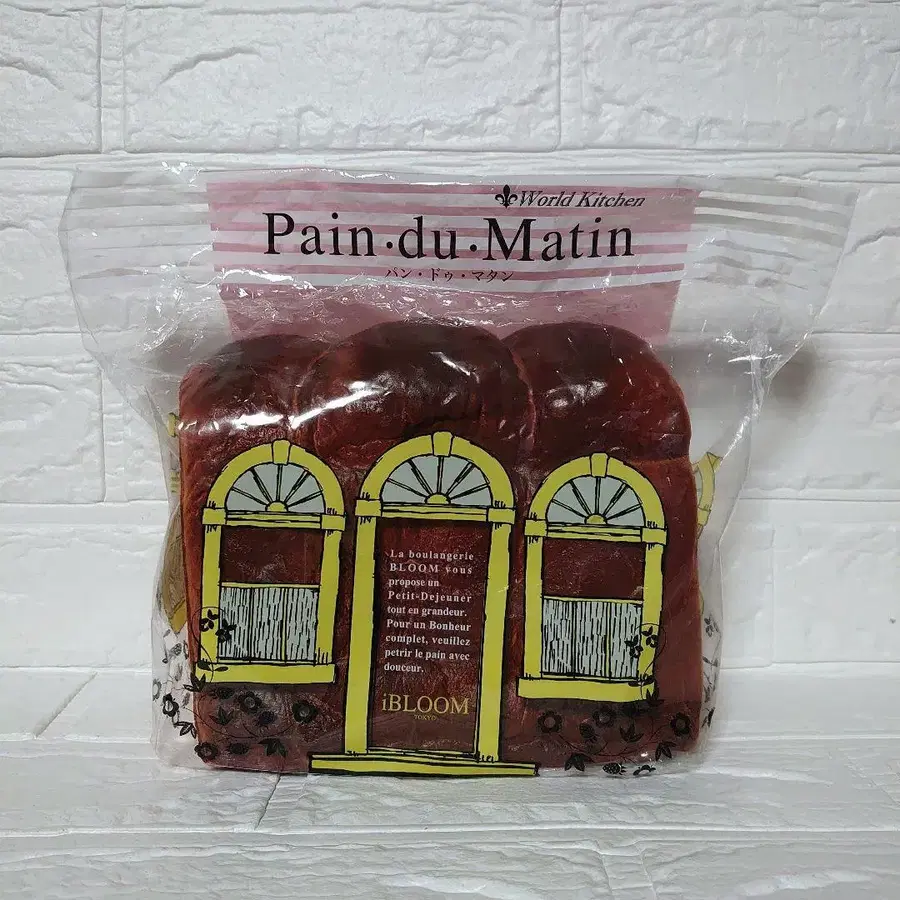 World Kitchen
Pain·du·Matin
パン・ドゥ・マタン
La boulangerie
BLOOM vous
propose un
Petit-Dejeuner
tout en grandeur.
Pour un Bonheur
complet, veuillez
petrir le pain avec
douceur.
iBLOOM
TOKYO